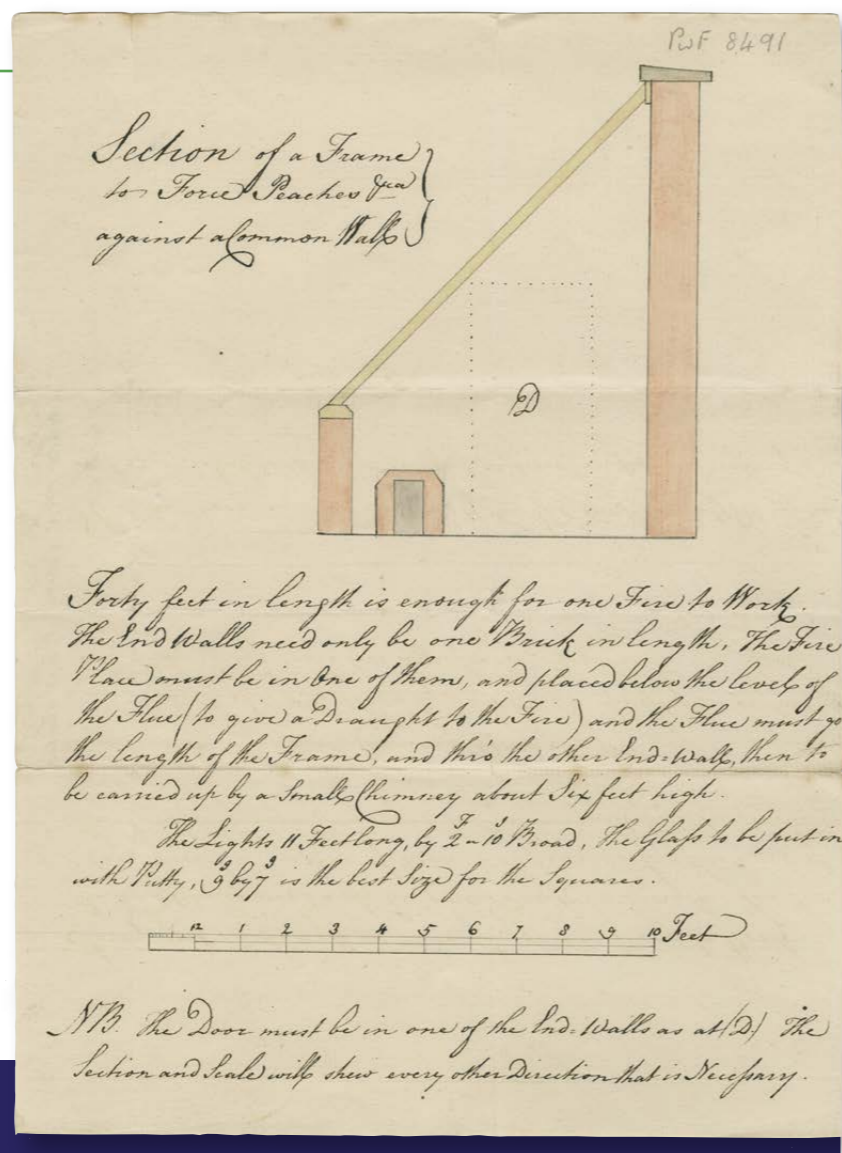 PwF 8491
Section of a Frame
to Force Peaches &ca
against a Common Wall
D
Forty feet in length is enough for one Fire to Work.
The End Walls need only be one Brick in length, The Fire
Place must be in One of them, and placed below the level of
the Flue (to give a Draught to the Fire) and the Flue must go
the length of the Frame, and thro' the other End=Wall, then to
be carried up by a Small Chimney about Six feet high.
The Lights 11 Feet long, by 2F-10I Broad, The Glass to be put in
with Putty, 9I by 7I is the best Size for the Squares.
12 1 2 3 4 5 6 7 8 9 10 Feet
NB. The Door must be in one of the End=Walls as at (D) The
Section and Scale will shew every other Direction that is Necessary.